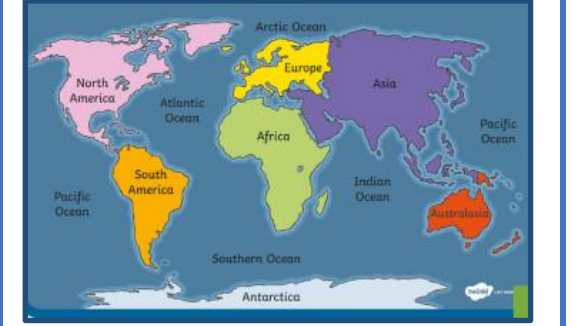 Arctic Ocean
Europe
Asia
North
America
Atlantic
Ocean
Pacific
Ocean
Africa
South
America
Pacific
Ocean
Indian
Ocean
Australasia
Southern Ocean
Antarctica
twinkl